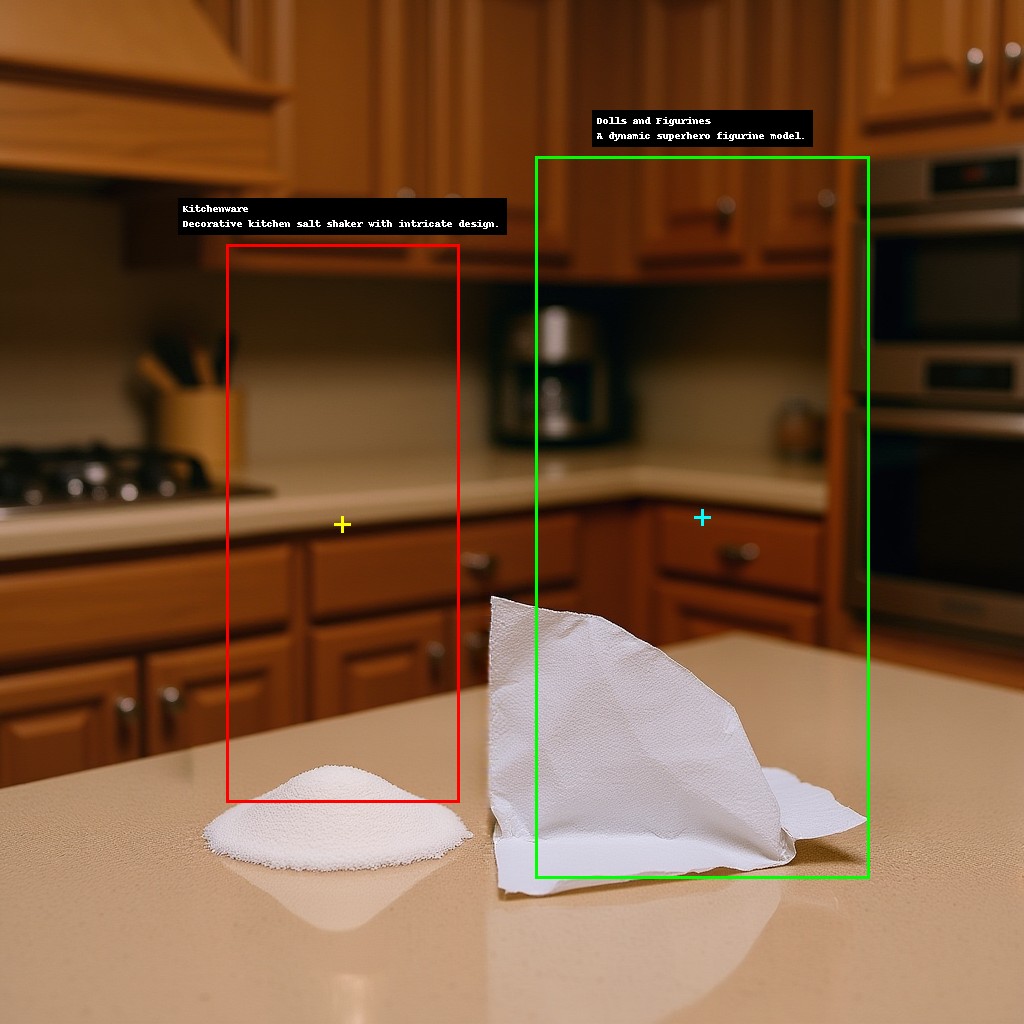 Dolls and Figurines
A dynamic superhero figurine model.
Kitchenware
Decorative kitchen salt shaker with intricate design.